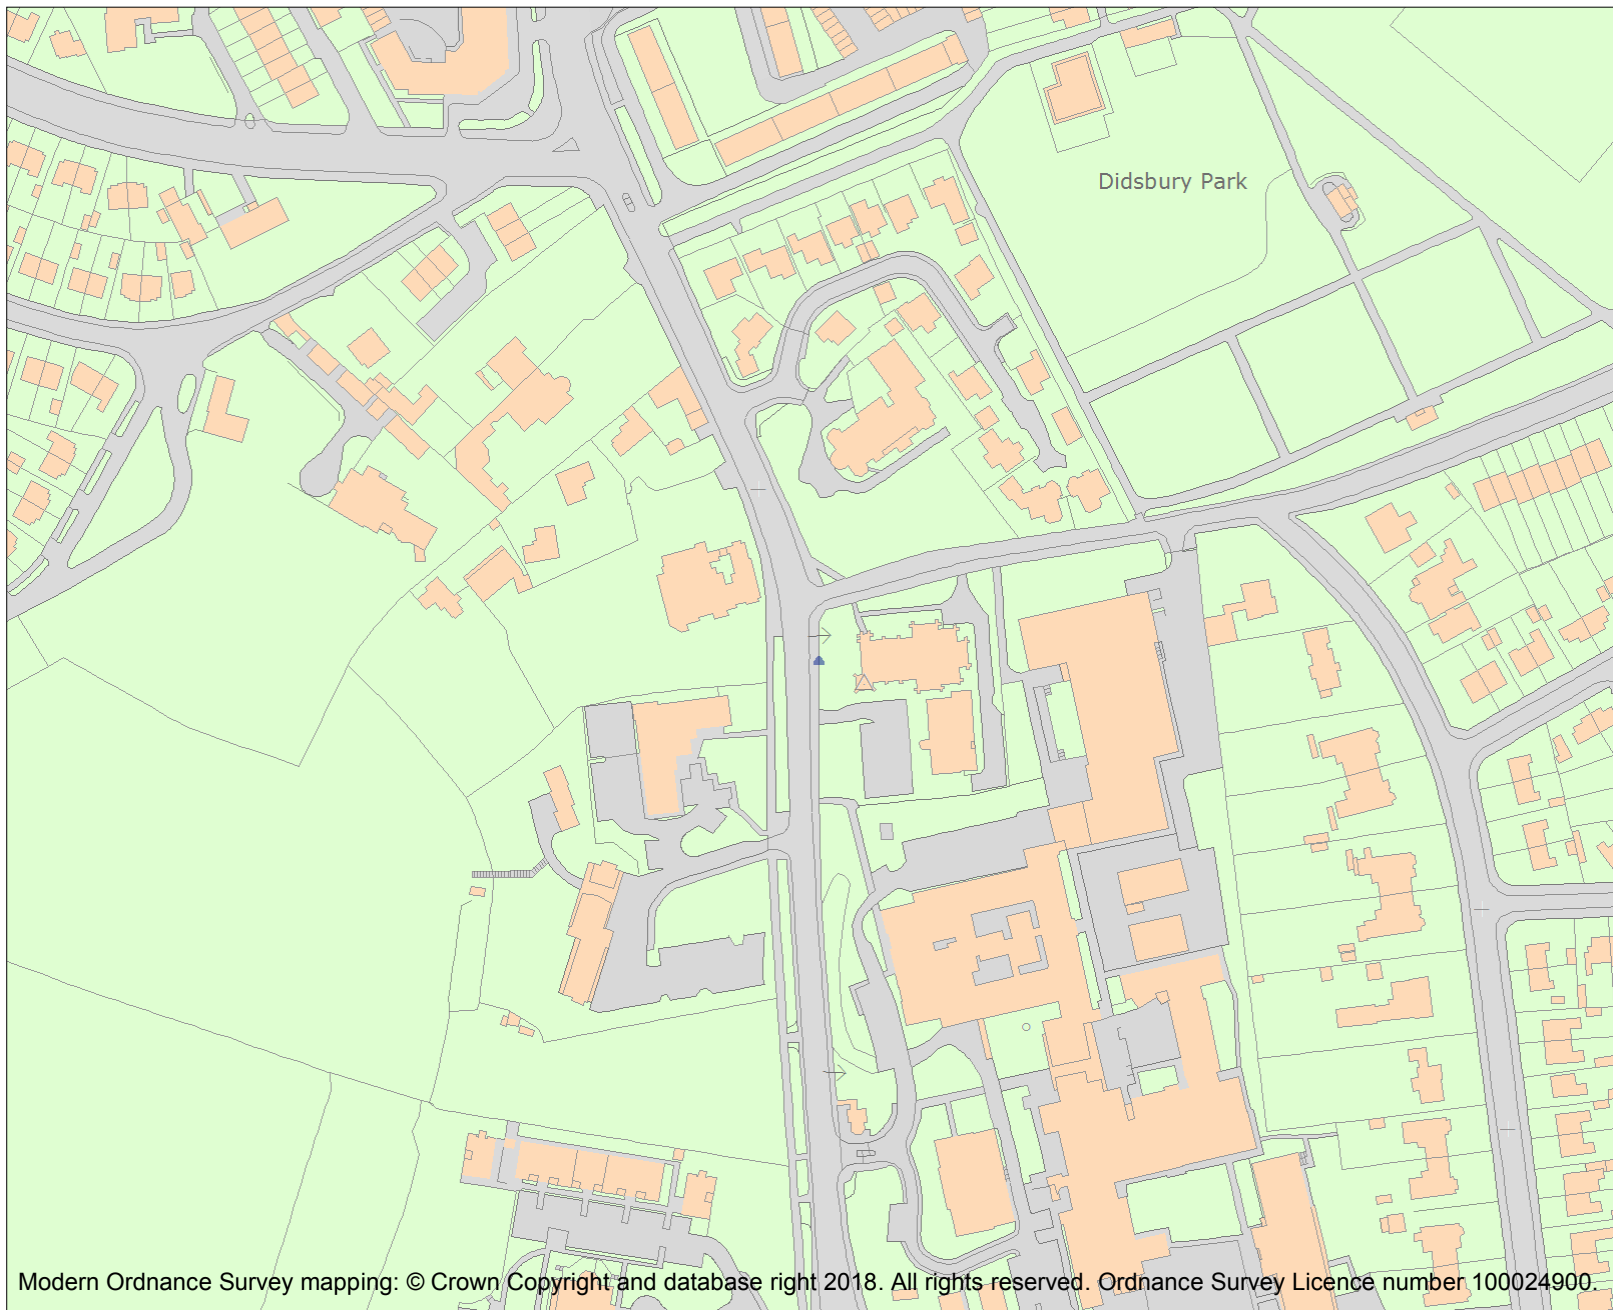 Didsbury Park
Modern Ordnance Survey mapping: © Crown Copyright and database right 2018. All rights reserved. Ordnance Survey Licence number 100024900.